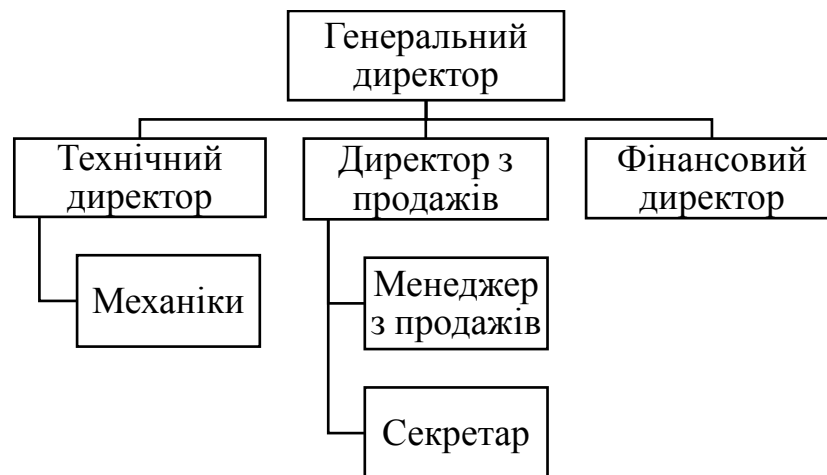 Генеральний
директор
Технічний
директор
Директор з
продажів
Фінансовий
директор
Механіки
Менеджер
з продажів
Секретар